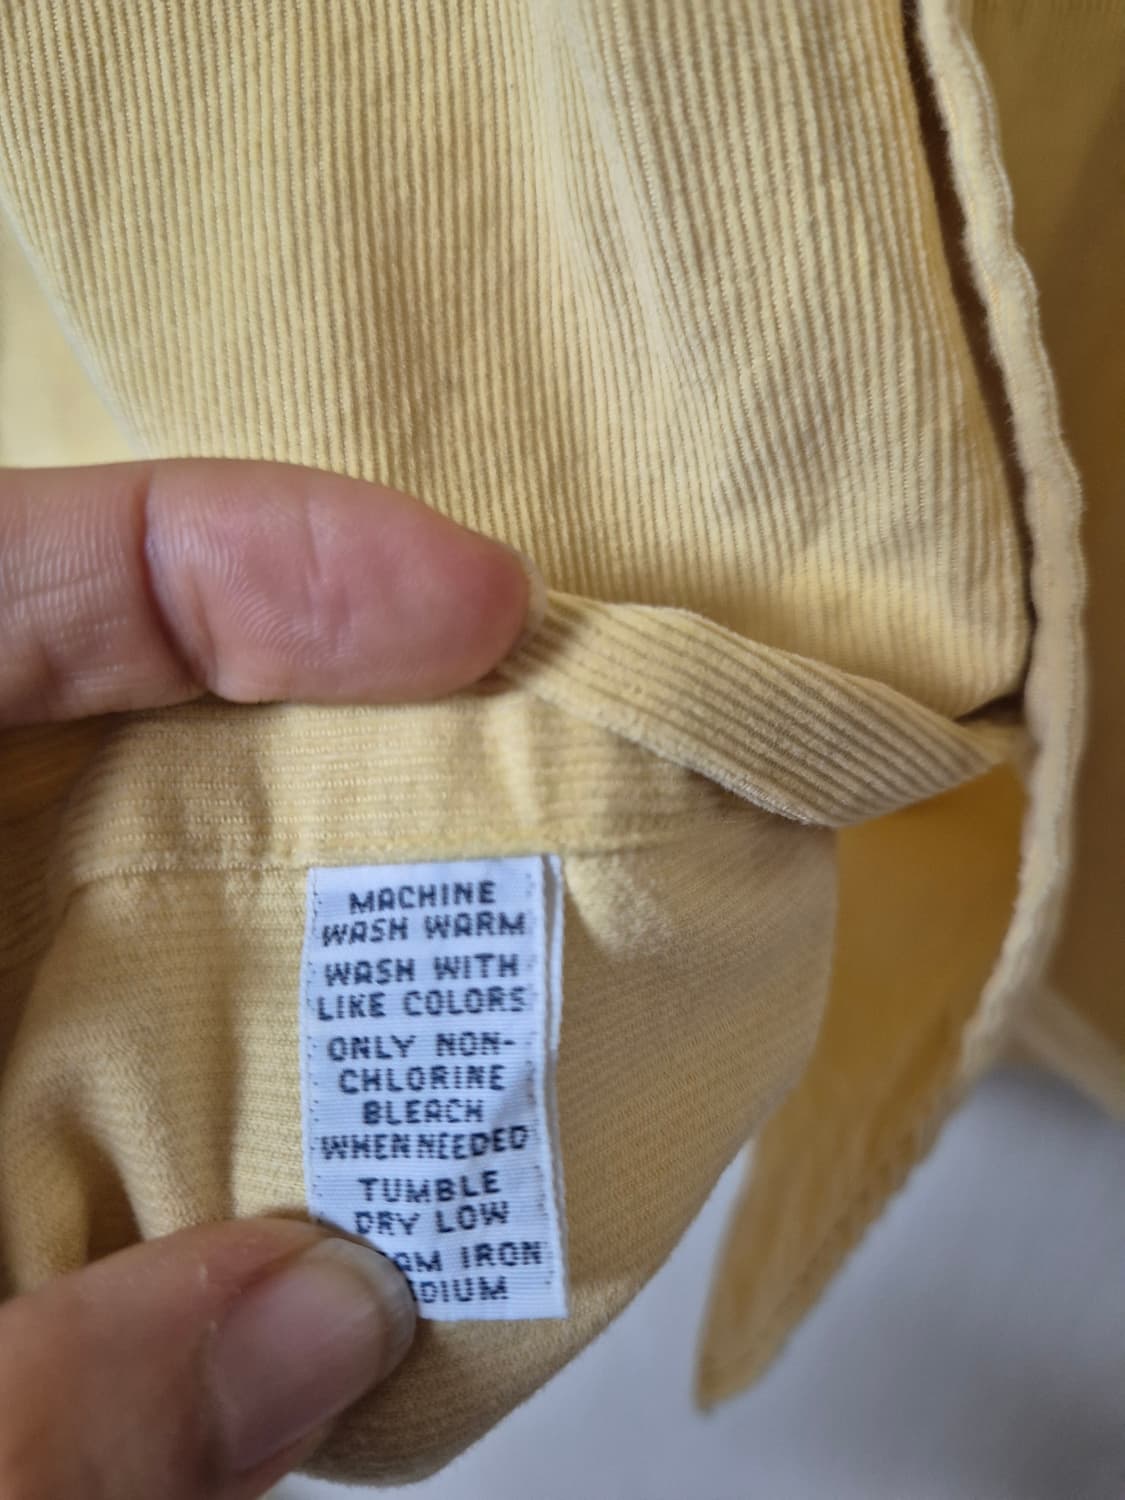 MACHINE
WASH WARM
WASH WITH
LIKE COLORS
ONLY NON-
CHLORINE
BLEACH
WHEN NEEDED
TUMBLE
DRY LOW
IRON